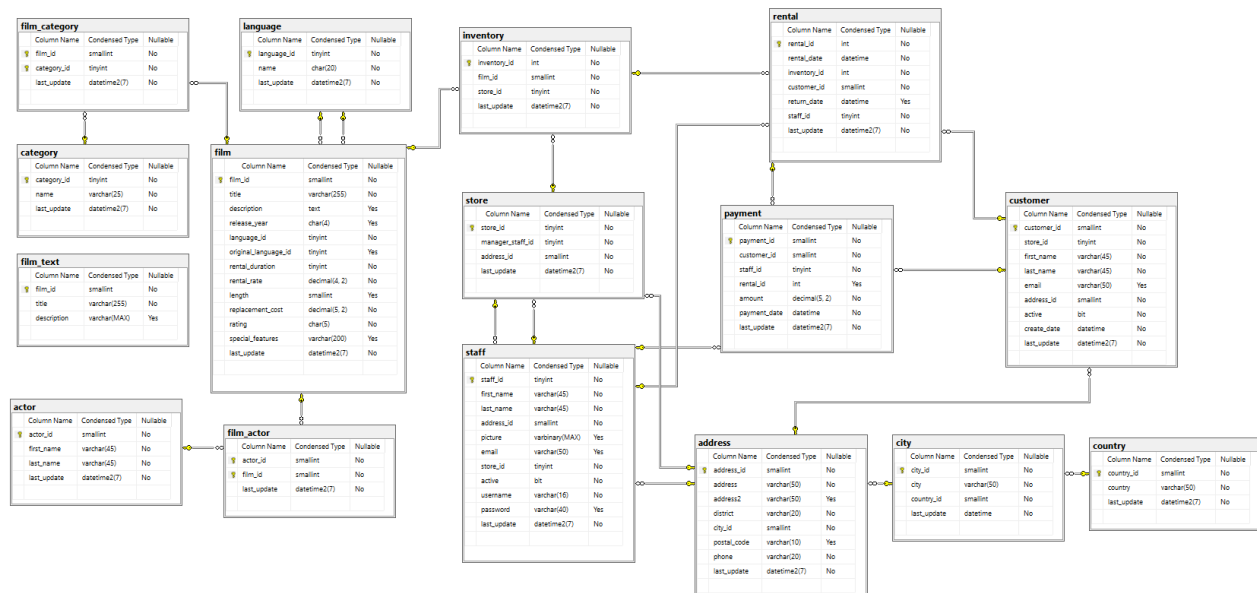 film_category
Column Name Condensed Type Nullable
film_id smallint No
category_id tinyint No
last_update datetime2(7) No
language
Column Name Condensed Type Nullable
language_id tinyint No
name char(20) No
last_update datetime2(7) No
inventory
Column Name Condensed Type Nullable
inventory_id int No
film_id smallint No
store_id tinyint No
last_update datetime2(7) No
rental
Column Name Condensed Type Nullable
rental_id int No
rental_date datetime No
inventory_id int No
customer_id smallint No
return_date datetime Yes
staff_id tinyint No
last_update datetime2(7) No
category
Column Name Condensed Type Nullable
category_id tinyint No
name varchar(25) No
last_update datetime2(7) No
film
Column Name Condensed Type Nullable
film_id smallint No
title varchar(255) No
description text Yes
release_year char(4) Yes
language_id tinyint No
original_language_id tinyint Yes
rental_duration tinyint No
rental_rate decimal(4, 2) No
length smallint Yes
replacement_cost decimal(5, 2) No
rating char(5) No
special_features varchar(200) Yes
last_update datetime2(7) No
store
Column Name Condensed Type Nullable
store_id tinyint No
manager_staff_id tinyint No
address_id smallint No
last_update datetime2(7) No
payment
Column Name Condensed Type Nullable
payment_id smallint No
customer_id smallint No
staff_id tinyint No
rental_id int Yes
amount decimal(5, 2) No
payment_date datetime No
last_update datetime2(7) No
customer
Column Name Condensed Type Nullable
customer_id smallint No
store_id tinyint No
first_name varchar(45) No
last_name varchar(45) No
email varchar(50) Yes
address_id smallint No
active bit No
create_date datetime No
last_update datetime2(7) No
film_text
Column Name Condensed Type Nullable
film_id smallint No
title varchar(255) No
description varchar(MAX) Yes
staff
Column Name Condensed Type Nullable
staff_id tinyint No
first_name varchar(45) No
last_name varchar(45) No
address_id smallint No
picture varbinary(MAX) Yes
email varchar(50) Yes
store_id tinyint No
active bit No
username varchar(16) No
password varchar(40) Yes
last_update datetime2(7) No
actor
Column Name Condensed Type Nullable
actor_id smallint No
first_name varchar(45) No
last_name varchar(45) No
last_update datetime2(7) No
film_actor
Column Name Condensed Type Nullable
actor_id smallint No
film_id smallint No
last_update datetime2(7) No
address
Column Name Condensed Type Nullable
address_id smallint No
address varchar(50) No
address2 varchar(50) Yes
district varchar(20) No
city_id smallint No
postal_code varchar(10) Yes
phone varchar(20) No
last_update datetime2(7) No
city
Column Name Condensed Type Nullable
city_id smallint No
city varchar(50) No
country_id smallint No
last_update datetime No
country
Column Name Condensed Type Nullable
country_id smallint No
country varchar(50) No
last_update datetime2(7) No